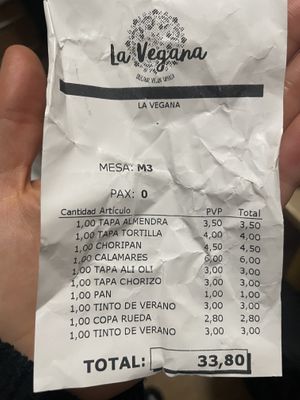 La Vegana
LA VEGANA
MESA: M3
PAX: 0
Cantidad Artículo PVP Total
1,00 TAPA ALMENDRA 3,50 3,50
1,00 TAPA TORTILLA 4,00 4,00
1,00 CHORIPAN 4,50 4,50
1,00 CALAMARES 6,00 6,00
1,00 TAPA ALI OLI 3,00 3,00
1,00 TAPA CHORIZO 3,00 3,00
1,00 PAN 1,00 1,00
1,00 TINTO DE VERANO 3,00 3,00
1,00 COPA RUEDA 2,80 2,80
1,00 TINTO DE VERANO 3,00 3,00
TOTAL: 33,80